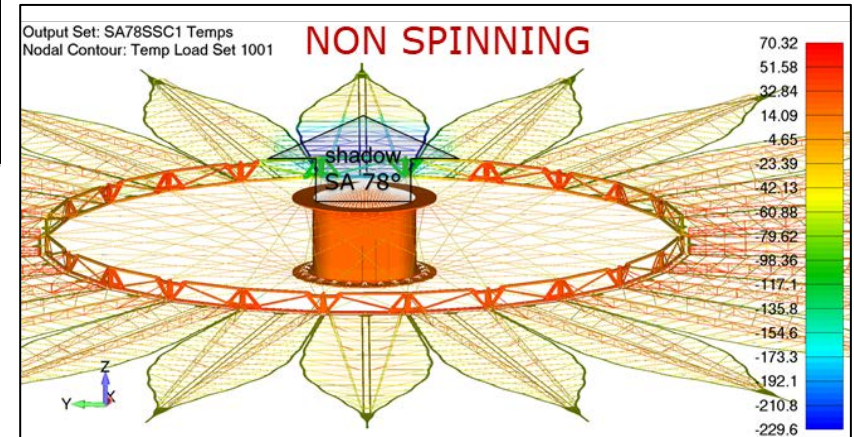 Output Set: SA78SSC1 Temps
Nodal Contour: Temp Load Set 1001
NON SPINNING
shadow
SA 78°
70.32
51.58
32.84
14.09
-4.65
-23.39
-42.13
-60.88
-79.62
-98.36
-117.1
-135.8
-154.6
-173.3
-192.1
-210.8
-229.6
Z
Y
X